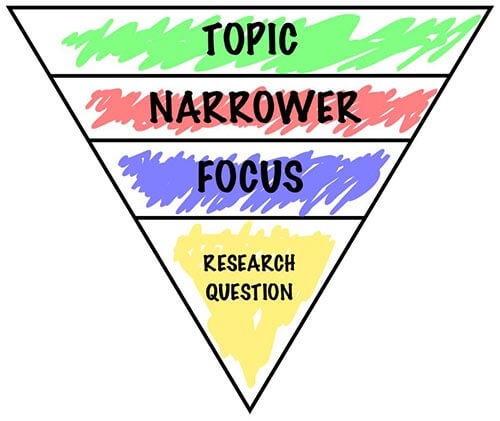 TOPIC
NARROWER
FOCUS
RESEARCH
QUESTION